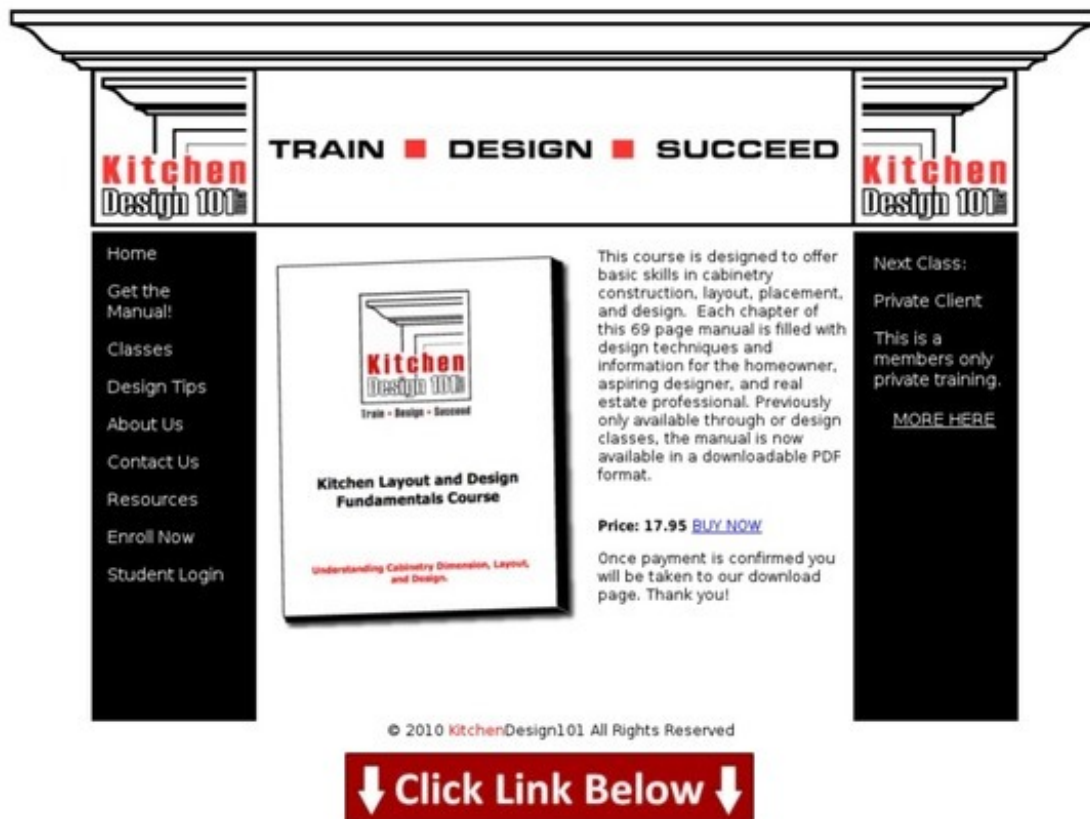 Kitchen
Design 101
TRAIN ■ DESIGN ■ SUCCEED
Kitchen
Design 101
Home
Get the
Manual!
Classes
Design Tips
About Us
Contact Us
Resources
Enroll Now
Student Login
Kitchen
Design 101
Train • Design • Succeed
Kitchen Layout and Design
Fundamentals Course
Understanding Cabinetry Dimension, Layout,
and Design.
This course is designed to offer
basic skills in cabinetry
construction, layout, placement,
and design. Each chapter of
this 69 page manual is filled with
design techniques and
information for the homeowner,
aspiring designer, and real
estate professional. Previously
only available through or design
classes, the manual is now
available in a downloadable PDF
format.
Price: 17.95 BUY NOW
Once payment is confirmed you
will be taken to our download
page. Thank you!
Next Class:
Private Client
This is a
members only
private training.
MORE HERE
© 2010 KitchenDesign101 All Rights Reserved
Click Link Below